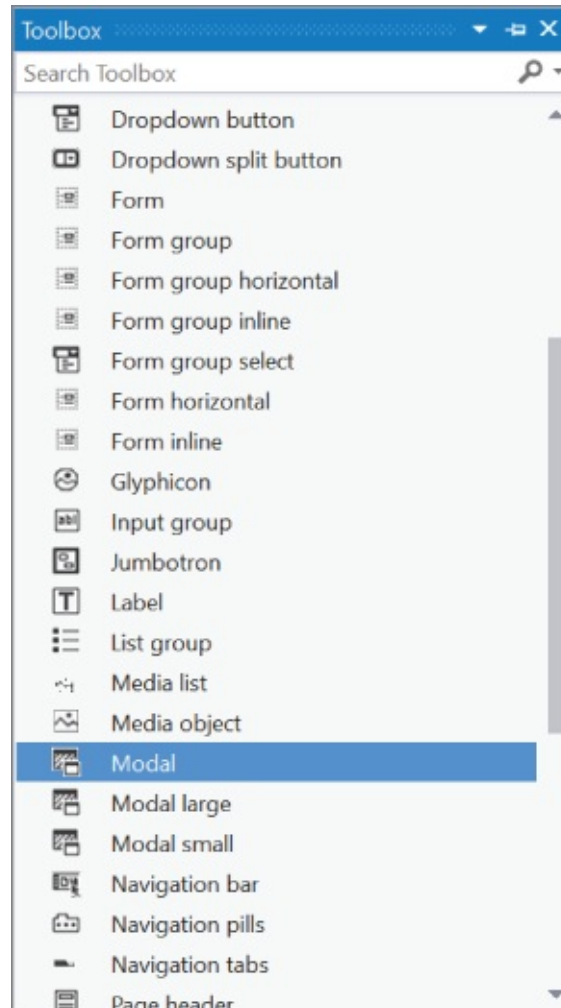 Toolbox
Search Toolbox
Dropdown button
Dropdown split button
Form
Form group
Form group horizontal
Form group inline
Form group select
Form horizontal
Form inline
Glyphicon
Input group
Jumbotron
Label
List group
Media list
Media object
Modal
Modal large
Modal small
Navigation bar
Navigation pills
Navigation tabs
Page header